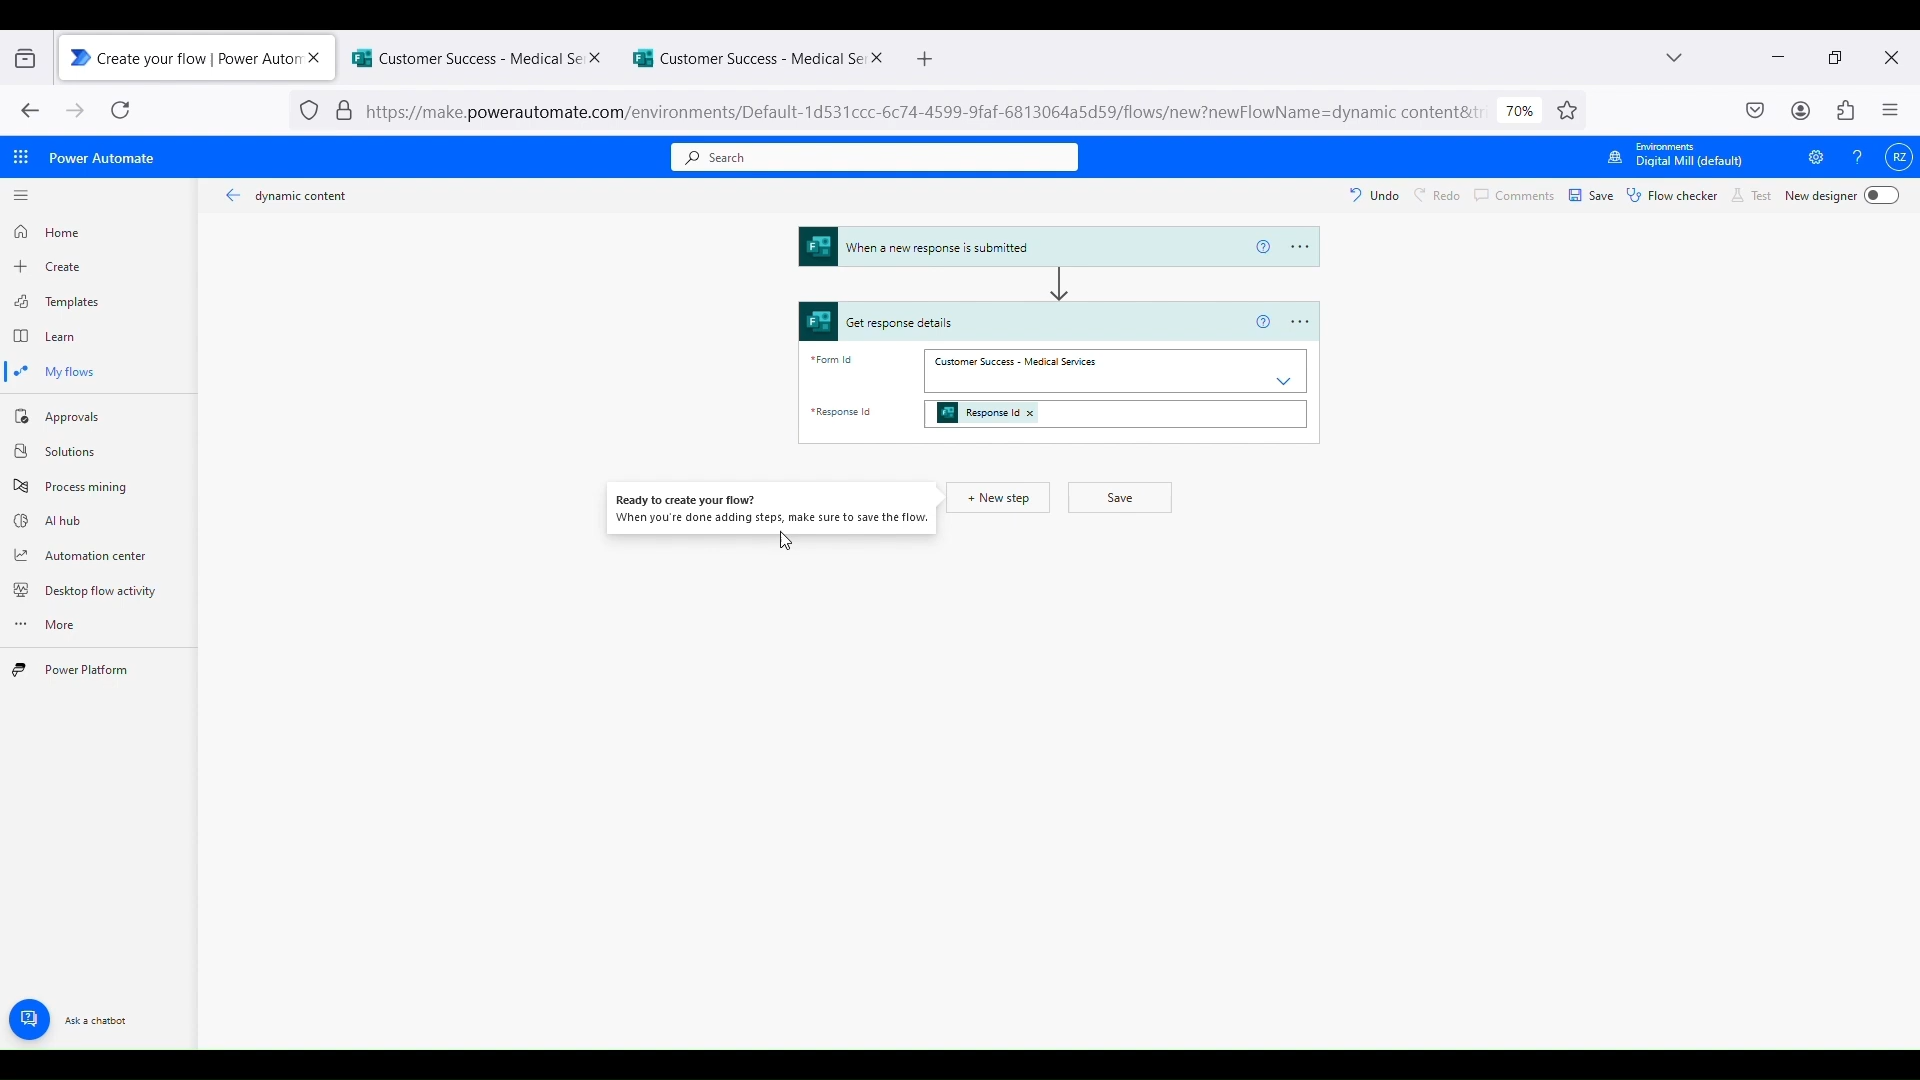 Create your flow | Power Autom
Customer Success - Medical Se
Customer Success - Medical Ser
https://make.powerautomate.com/environments/Default-1d531ccc-6c74-4599-9faf-6813064a5d59/flows/new?newFlowName=dynamic content&tri
70%
Power Automate
Search
Environments
Digital Mill (default)
RZ
dynamic content
Undo
Redo
Comments
Save
Flow checker
Test
New designer
Home
Create
Templates
Learn
My flows
Approvals
Solutions
Process mining
AI hub
Automation center
Desktop flow activity
More
Power Platform
Ask a chatbot
When a new response is submitted
Get response details
*Form Id
Customer Success - Medical Services
*Response Id
Response Id
Ready to create your flow?
When you're done adding steps, make sure to save the flow.
+ New step
Save